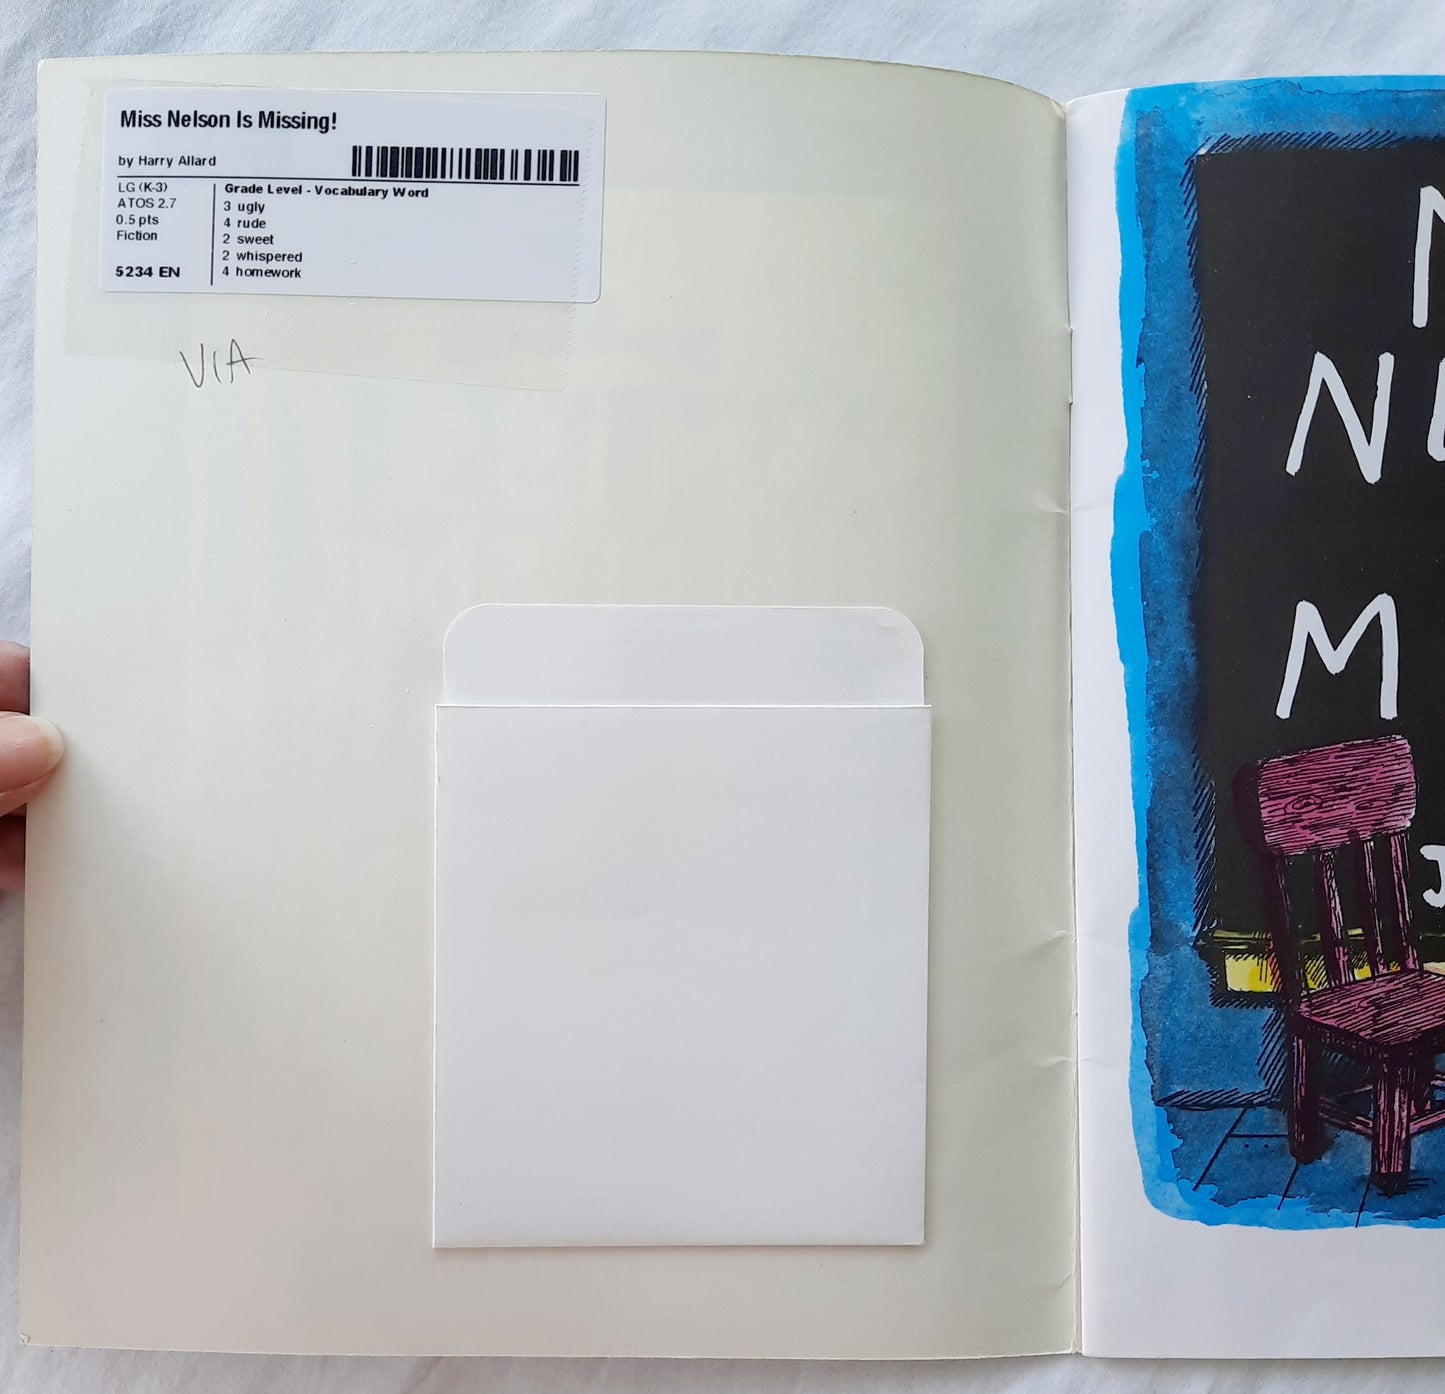 Miss Nelson Is Missing!
by Harry Allard
LG (K-3)
ATOS 2.7
0.5 pts
Fiction
5234 EN
Grade Level - Vocabulary Word
3 ugly
4 rude
2 sweet
2 whispered
4 homework
VIA
N
M
J